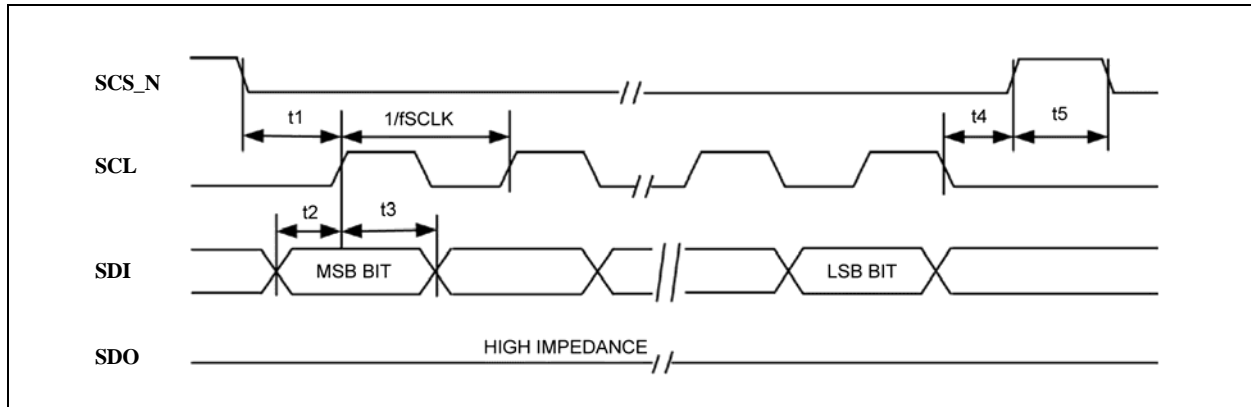 SCS_N
t1
1/fSCLK
t4
t5
SCL
t2
t3
SDI
MSB BIT
LSB BIT
SDO
HIGH IMPEDANCE